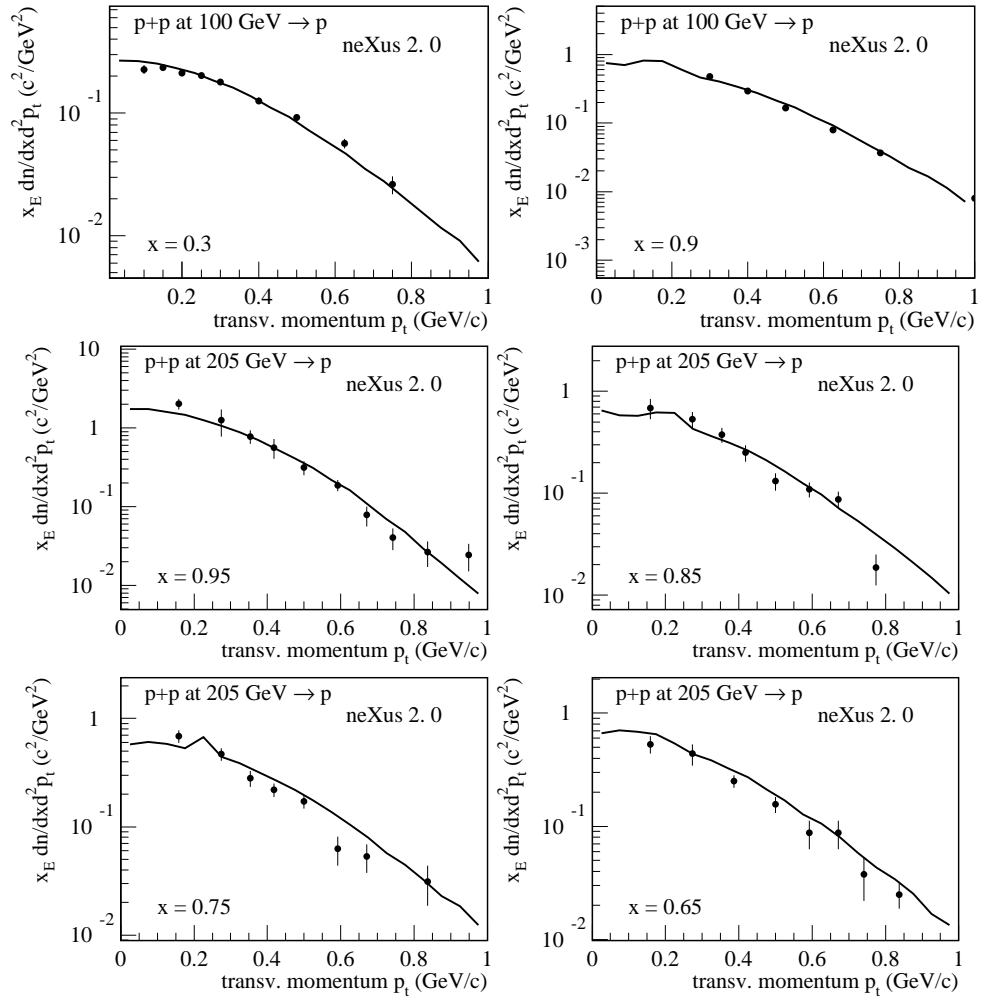 p+p at 100 GeV → p
neXus 2. 0
x_E dn/dxd²p_t (c²/GeV²)
10⁻¹
10⁻²
x = 0.3
0.2 0.4 0.6 0.8 1
transv. momentum p_t (GeV/c)
p+p at 100 GeV → p
neXus 2. 0
x_E dn/dxd²p_t (c²/GeV²)
1
10⁻¹
10⁻²
10⁻³
x = 0.9
0 0.2 0.4 0.6 0.8 1
transv. momentum p_t (GeV/c)
p+p at 205 GeV → p
neXus 2. 0
x_E dn/dxd²p_t (c²/GeV²)
10
1
10⁻¹
10⁻²
x = 0.95
0 0.2 0.4 0.6 0.8 1
transv. momentum p_t (GeV/c)
p+p at 205 GeV → p
neXus 2. 0
x_E dn/dxd²p_t (c²/GeV²)
1
10⁻¹
10⁻²
x = 0.85
0 0.2 0.4 0.6 0.8 1
transv. momentum p_t (GeV/c)
p+p at 205 GeV → p
neXus 2. 0
x_E dn/dxd²p_t (c²/GeV²)
1
10⁻¹
10⁻²
x = 0.75
0 0.2 0.4 0.6 0.8 1
transv. momentum p_t (GeV/c)
p+p at 205 GeV → p
neXus 2. 0
x_E dn/dxd²p_t (c²/GeV²)
1
10⁻¹
10⁻²
x = 0.65
0 0.2 0.4 0.6 0.8 1
transv. momentum p_t (GeV/c)